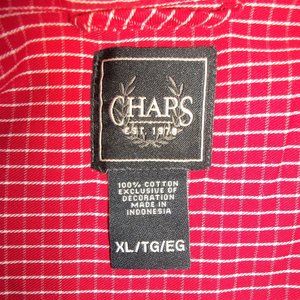 CHAPS
EST. 1978
100% COTTON
EXCLUSIVE OF
DECORATION
MADE IN
INDONESIA
XL/TG/EG